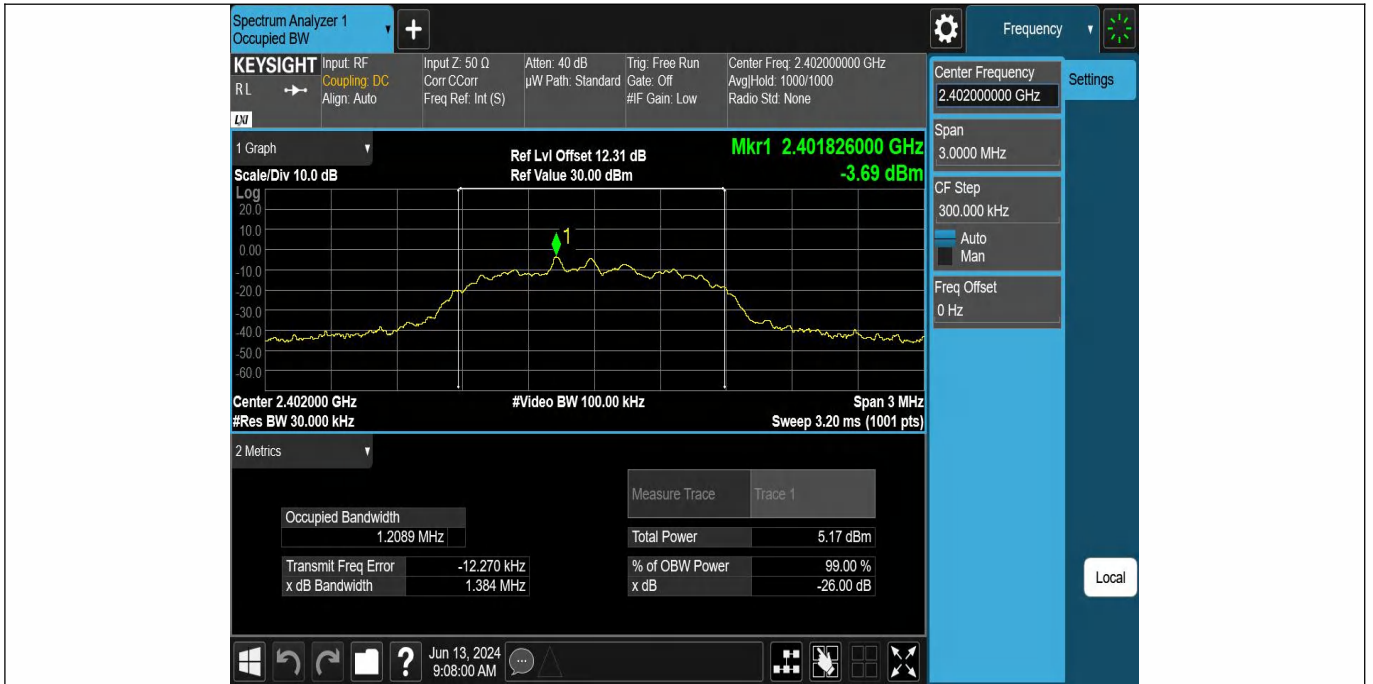 Spectrum Analyzer 1
Occupied BW
+
Frequency
KEYSIGHT
RL
LXI
Input: RF
Coupling: DC
Align: Auto
Input Z: 50 Ω
Corr CCorr
Freq Ref: Int (S)
Atten: 40 dB
µW Path: Standard
Trig: Free Run
Gate: Off
#IF Gain: Low
Center Freq: 2.402000000 GHz
Avg|Hold: 1000/1000
Radio Std: None
Center Frequency
2.402000000 GHz
Settings
Span
3.0000 MHz
CF Step
300.000 kHz
Auto
Man
Freq Offset
0 Hz
Local
1 Graph
Scale/Div 10.0 dB
Ref Lvl Offset 12.31 dB
Ref Value 30.00 dBm
Mkr1 2.401826000 GHz
-3.69 dBm
Log
20.0
10.0
0.00
-10.0
-20.0
-30.0
-40.0
-50.0
-60.0
1
Center 2.402000 GHz
#Video BW 100.00 kHz
Span 3 MHz
#Res BW 30.000 kHz
Sweep 3.20 ms (1001 pts)
2 Metrics
Measure Trace Trace 1
Occupied Bandwidth
1.2089 MHz
Total Power 5.17 dBm
Transmit Freq Error -12.270 kHz
% of OBW Power 99.00 %
x dB Bandwidth 1.384 MHz
x dB -26.00 dB
?
Jun 13, 2024
9:08:00 AM